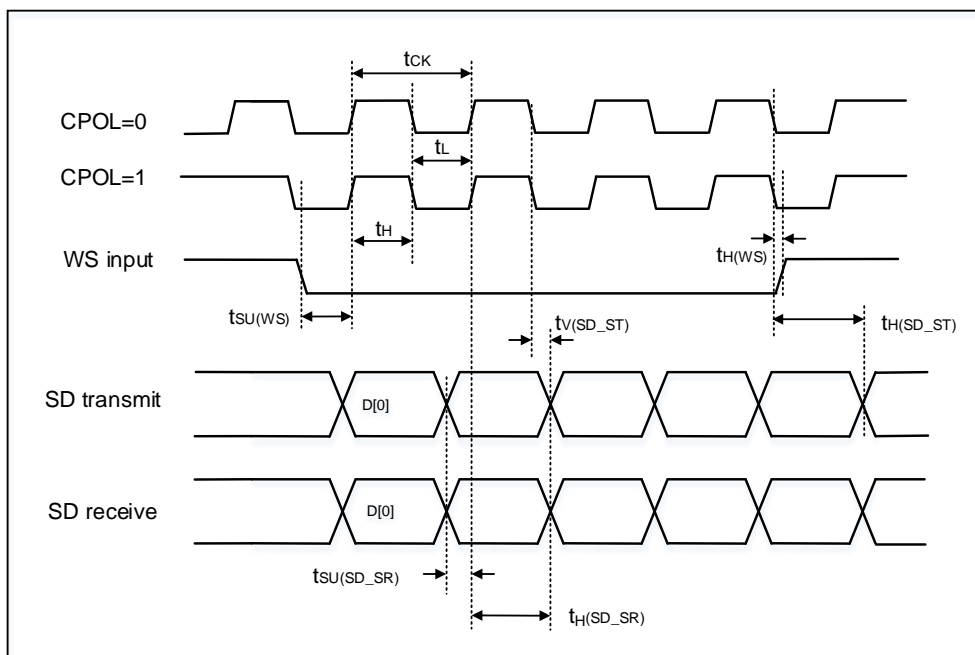 tCK
CPOL=0
tL
CPOL=1
tH
tH(WS)
WS input
tSU(WS)
tV(SD_ST)
tH(SD_ST)
SD transmit
D[0]
SD receive
D[0]
tSU(SD_SR)
tH(SD_SR)